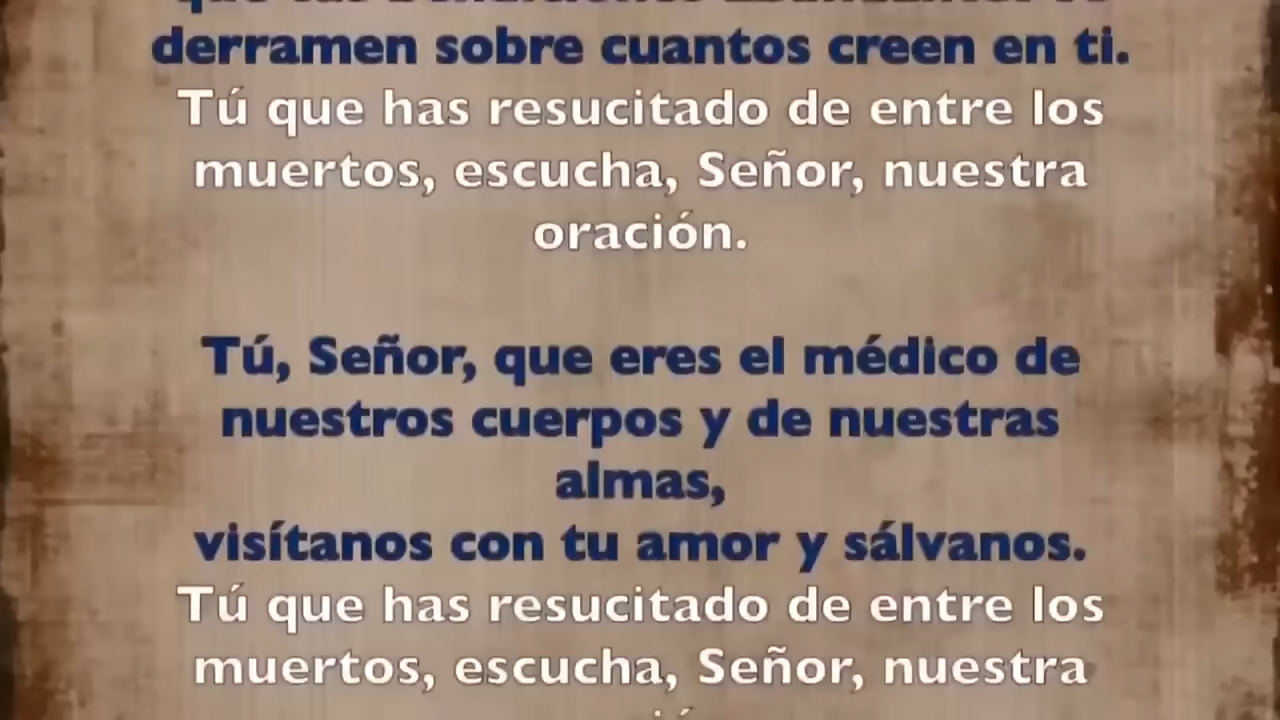 derramen sobre cuantos creen en ti.
Tú que has resucitado de entre los
muertos, escucha, Señor, nuestra
oración.
Tú, Señor, que eres el médico de
nuestros cuerpos y de nuestras
almas,
visítanos con tu amor y sálvanos.
Tú que has resucitado de entre los
muertos, escucha, Señor, nuestra